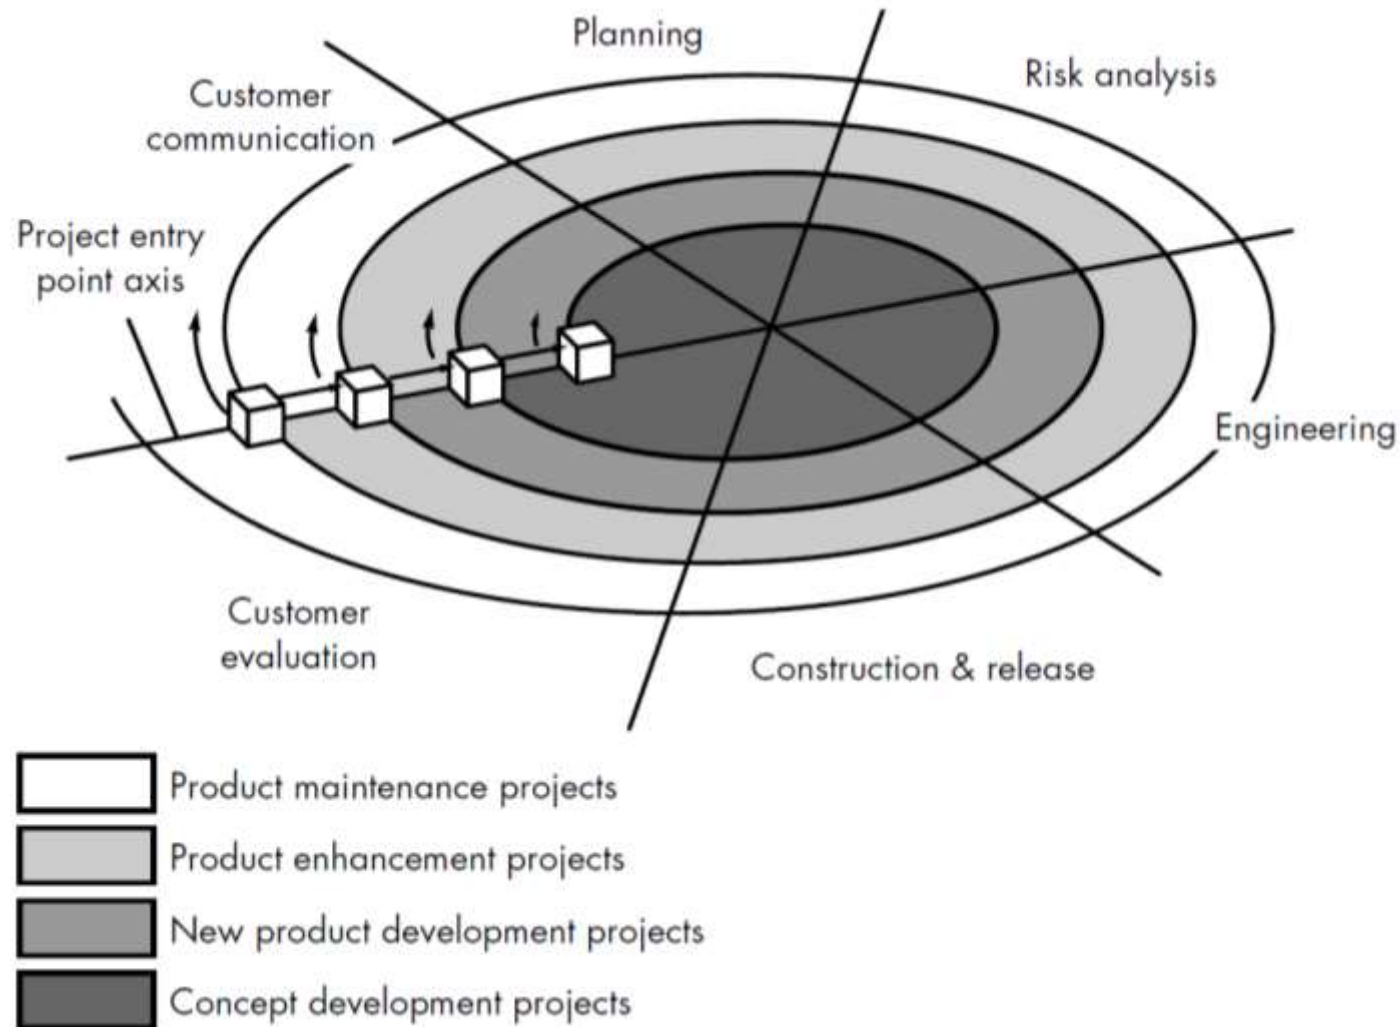 Planning
Risk analysis
Customer
communication
Project entry
point axis
Engineering
Customer
evaluation
Construction & release
Product maintenance projects
Product enhancement projects
New product development projects
Concept development projects